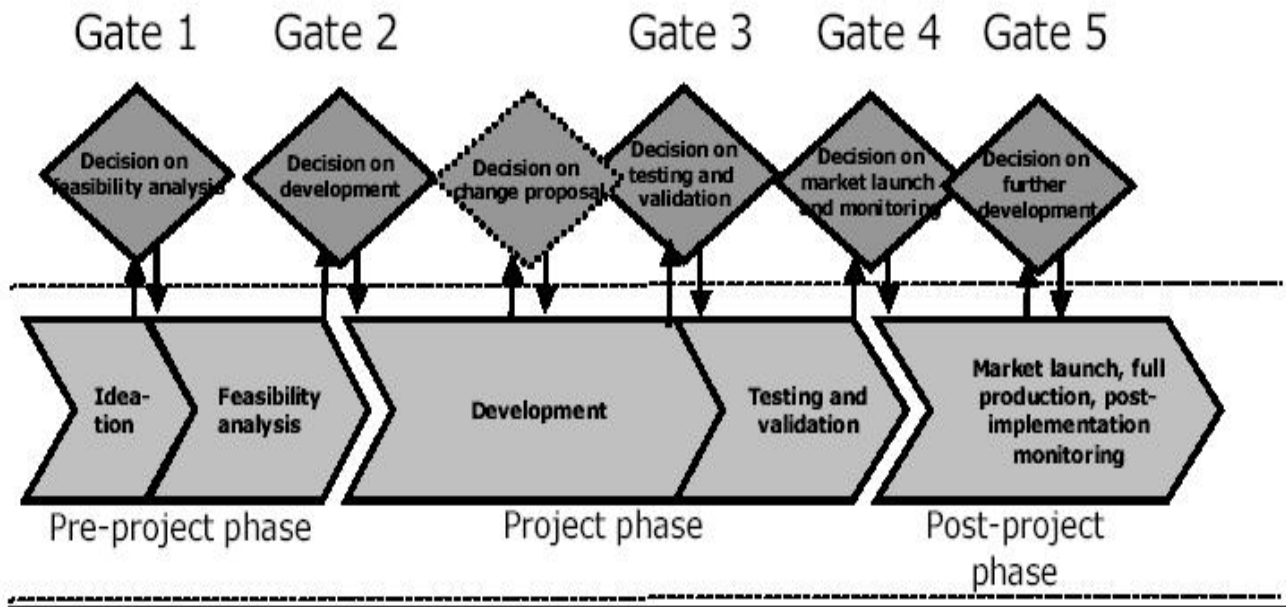 Gate 1
Gate 2
Gate 3
Gate 4
Gate 5
Decision on
feasibility analysis
Decision on
development
Decision on
change proposal
Decision on
testing and
validation
Decision on
market launch
and monitoring
Decision on
further
development
Idea-
tion
Feasibility
analysis
Development
Testing and
validation
Market launch, full
production, post-
implementation
monitoring
Pre-project phase
Project phase
Post-project
phase